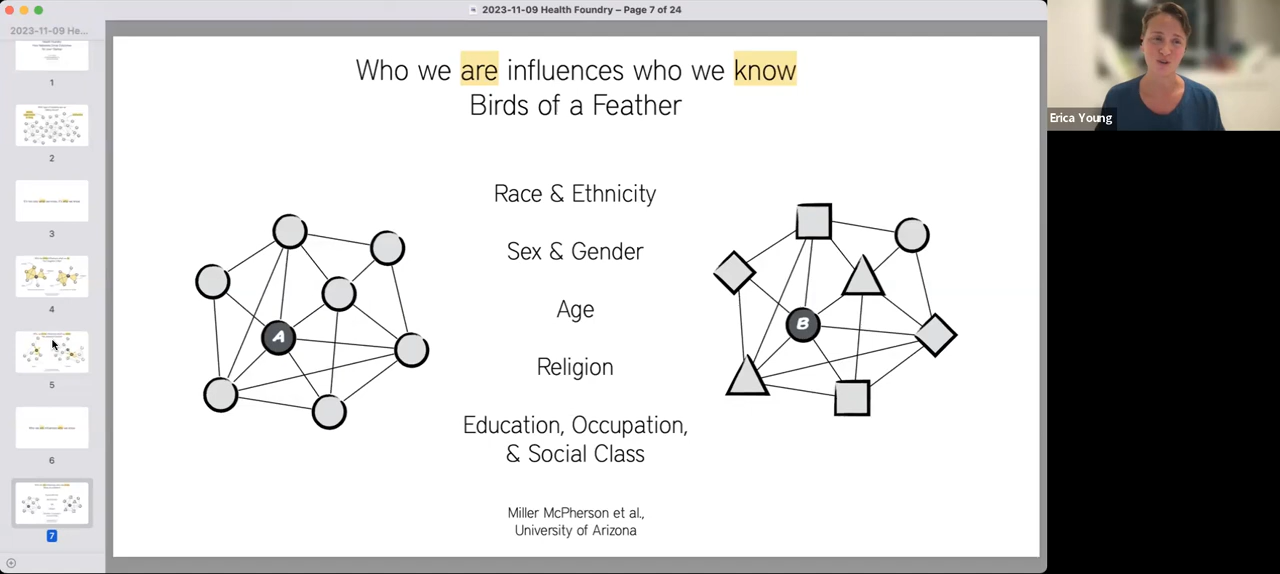 2023-11-09 Health Foundry – Page 7 of 24
2023-11-09 He...
1
2
3
4
5
6
7
Who we are influences who we know
Birds of a Feather
Race & Ethnicity
Sex & Gender
Age
Religion
Education, Occupation,
& Social Class
A
B
Miller McPherson et al.,
University of Arizona
Erica Young